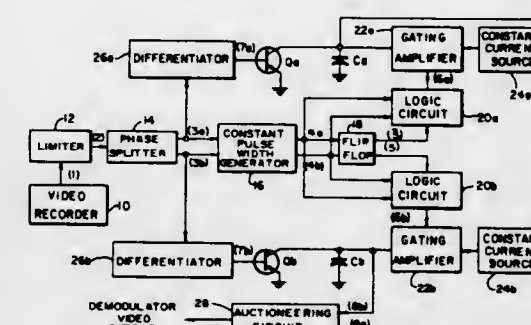 22a
GATING
AMPLIFIER
CONSTANT
CURRENT
SOURCE
24a
26a
DIFFERENTIATOR
(7a)
Qa
Ca
(6a)
12
14
LIMITER
(2)
PHASE
SPLITTER
(3a)
(3b)
CONSTANT
PULSE
WIDTH
GENERATOR
16
4a
(4b)
18
FLIP
FLOP
(5)
(5)
LOGIC
CIRCUIT
20a
(1)
VIDEO
RECORDER
10
LOGIC
CIRCUIT
20b
(6b)
26b
DIFFERENTIATOR
(7b)
Qb
Cb
GATING
AMPLIFIER
22b
CONSTANT
CURRENT
SOURCE
24b
DEMODULATOR
VIDEO
28
AUCTIONEERING
CIRCUIT
(8b)
(8a)